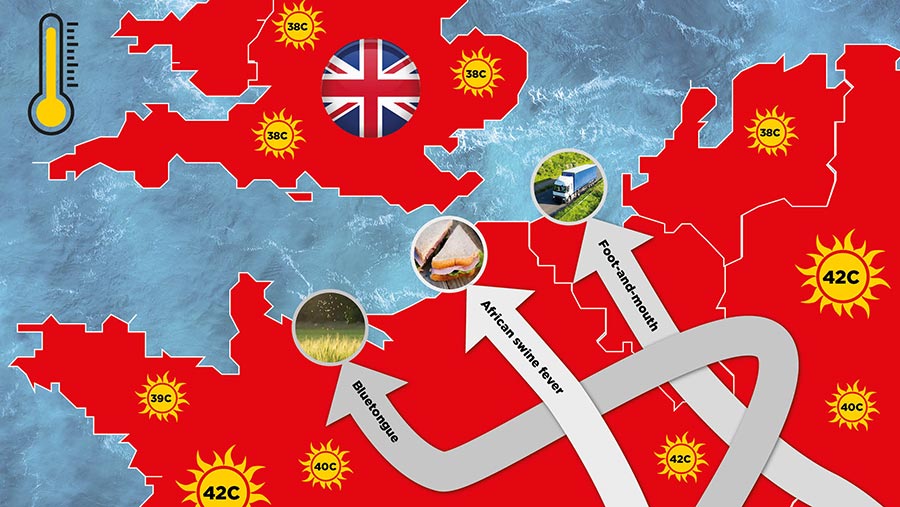 38C
38C
38C
38C
42C
39C
40C
42C
40C
42C
Foot-and-mouth
African swine fever
Bluetongue